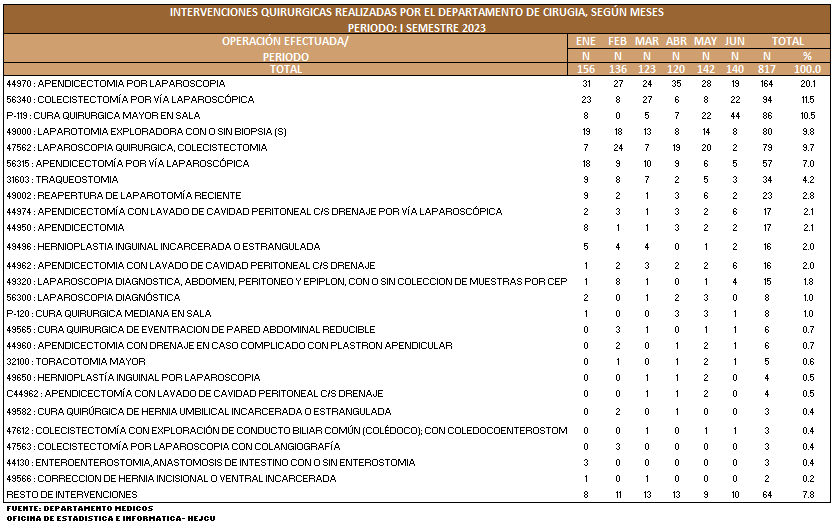 INTERVENCIONES QUIRURGICAS REALIZADAS POR EL DEPARTAMENTO DE CIRUGIA, SEGÚN MESES
PERIODO: I SEMESTRE 2023
OPERACIÓN EFECTUADA/ ENE FEB MAR ABR MAY JUN TOTAL
PERIODO N N N N N N N %
TOTAL 156 136 123 120 142 140 817 100.0
44970 : APENDICECTOMIA POR LAPAROSCOPIA 31 27 24 35 28 19 164 20.1
56340 : COLECISTECTOMÍA POR VÍA LAPAROSCÓPICA 23 8 27 6 8 22 94 11.5
P-119 : CURA QUIRURGICA MAYOR EN SALA 8 0 5 7 22 44 86 10.5
49000 : LAPAROTOMIA EXPLORADORA CON O SIN BIOPSIA (S) 19 18 13 8 14 8 80 9.8
47562 : LAPAROSCOPIA QUIRURGICA, COLECISTECTOMIA 7 24 7 19 20 2 79 9.7
56315 : APENDICECTOMÍA POR VÍA LAPAROSCÓPICA 18 9 10 9 6 5 57 7.0
31603 : TRAQUEOSTOMIA 9 8 7 2 5 3 34 4.2
49002 : REAPERTURA DE LAPAROTOMÍA RECIENTE 9 2 1 3 6 2 23 2.8
44974 : APENDICECTOMÍA CON LAVADO DE CAVIDAD PERITONEAL C/S DRENAJE POR VÍA LAPAROSCÓPICA 2 3 1 3 2 6 17 2.1
44950 : APENDICECTOMIA 8 1 1 3 2 2 17 2.1
49496 : HERNIOPLASTIA INGUINAL INCARCERADA O ESTRANGULADA 5 4 4 0 1 2 16 2.0
44962 : APENDICECTOMIA CON LAVADO DE CAVIDAD PERITONEAL C/S DRENAJE 1 2 3 2 2 6 16 2.0
49320 : LAPAROSCOPIA DIAGNOSTICA, ABDOMEN, PERITONEO Y EPIPLON, CON O SIN COLECCION DE MUESTRAS POR CEP 1 8 1 0 1 4 15 1.8
56300 : LAPAROSCOPIA DIAGNÓSTICA 2 0 1 2 3 0 8 1.0
P-120 : CURA QUIRURGICA MEDIANA EN SALA 1 0 0 3 3 1 8 1.0
49565 : CURA QUIRURGICA DE EVENTRACION DE PARED ABDOMINAL REDUCIBLE 0 3 1 0 1 1 6 0.7
44960 : APENDICECTOMIA CON DRENAJE EN CASO COMPLICADO CON PLASTRON APENDICULAR 0 2 0 1 2 1 6 0.7
32100 : TORACOTOMIA MAYOR 0 1 0 1 2 1 5 0.6
49650 : HERNIOPLASTÍA INGUINAL POR LAPAROSCOPIA 0 0 1 1 2 0 4 0.5
C44962 : APENDICECTOMÍA CON LAVADO DE CAVIDAD PERITONEAL C/S DRENAJE 0 0 1 1 2 0 4 0.5
49582 : CURA QUIRÚRGICA DE HERNIA UMBILICAL INCARCERADA O ESTRANGULADA 0 2 0 1 0 0 3 0.4
47612 : COLECISTECTOMÍA CON EXPLORACIÓN DE CONDUCTO BILIAR COMÚN (COLÉDOCO); CON COLEDOCOENTEROSTOM 0 0 1 0 1 1 3 0.4
47563 : COLECISTECTOMÍA POR LAPAROSCOPIA CON COLANGIOGRAFÍA 0 3 0 0 0 0 3 0.4
44130 : ENTEROENTEROSTOMIA,ANASTOMOSIS DE INTESTINO CON O SIN ENTEROSTOMIA 3 0 0 0 0 0 3 0.4
49566 : CORRECCION DE HERNIA INCISIONAL O VENTRAL INCARCERADA 1 0 1 0 0 0 2 0.2
RESTO DE INTERVENCIONES 8 11 13 13 9 10 64 7.8
FUENTE: DEPARTAMENTO MEDICOS
OFICINA DE ESTADISTICA E INFORMATICA- HEJCU